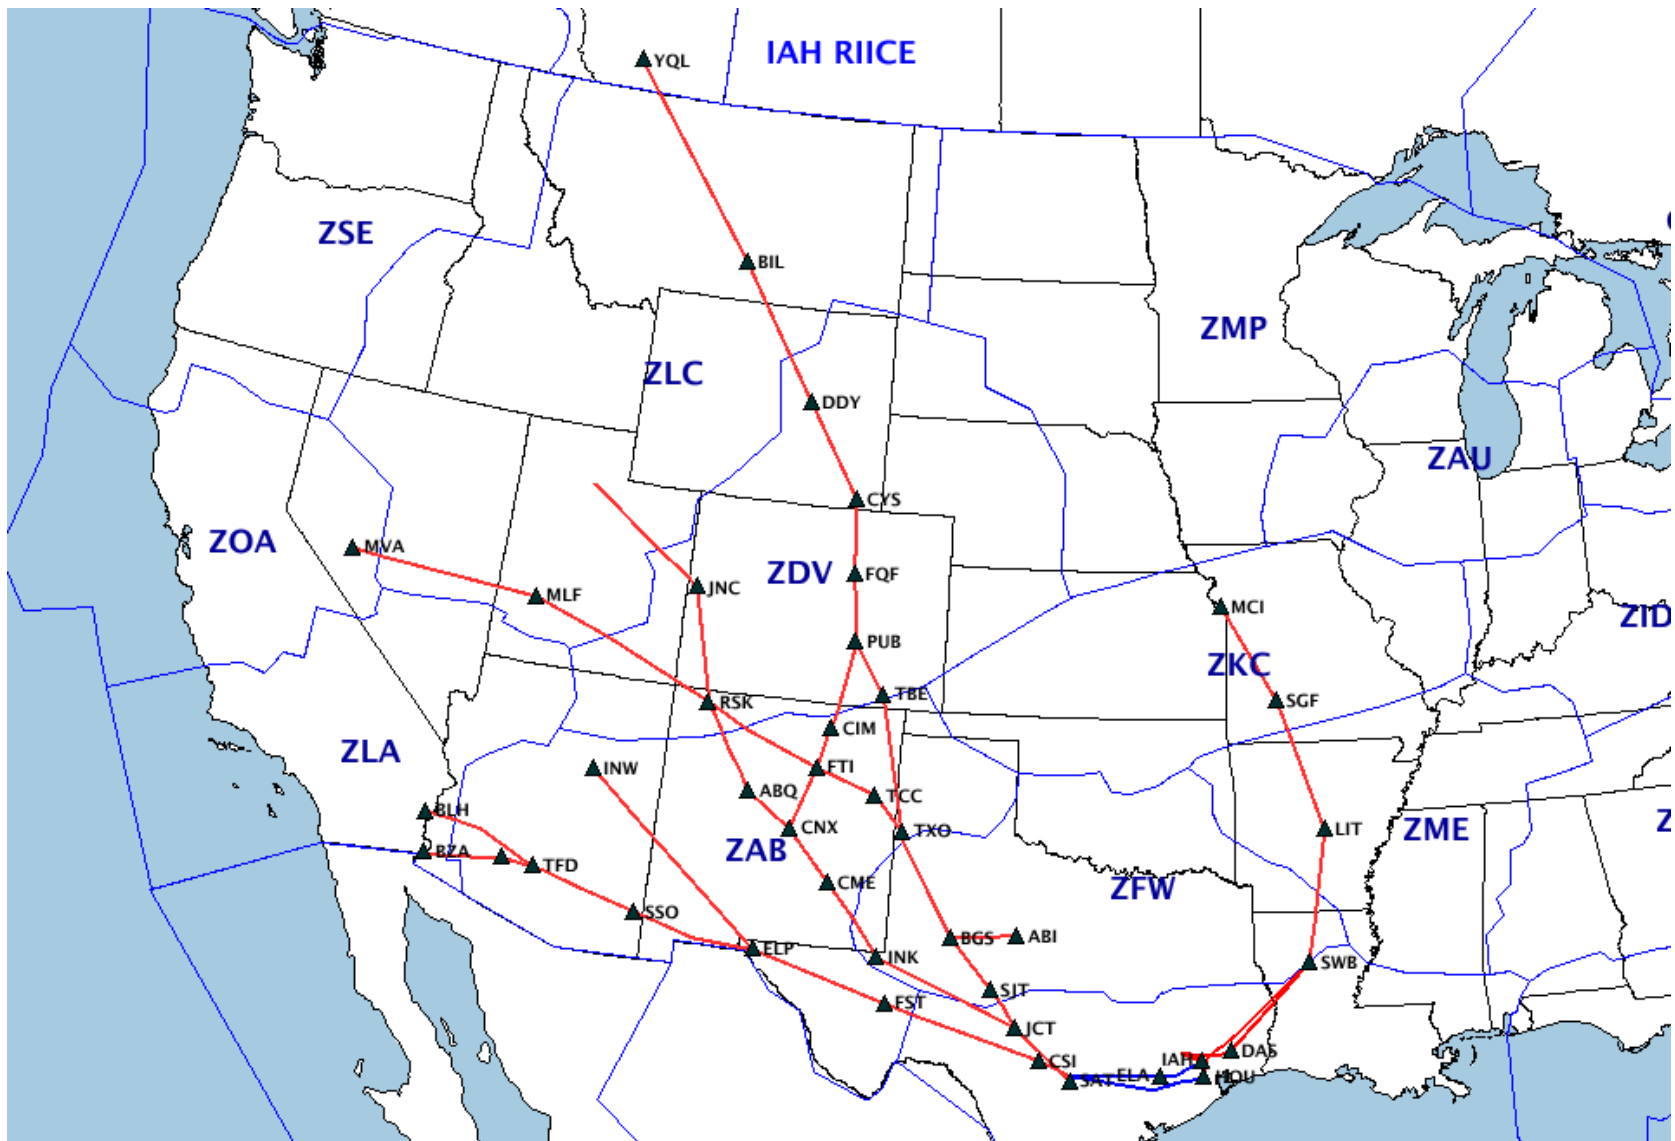 IAH RIICE
YQL
ZSE
BIL
ZMP
ZLC
DDY
ZAU
CYS
ZOA
MVA
ZDV
FQF
JNC
MLF
MCI
ZID
PUB
ZKC
TBE
RSK
SGF
CIM
ZLA
INW
FTI
ABQ
TCC
BLH
CNX
TXO
LIT
ZME
Z
BZA
TFD
ZAB
CME
ZFW
SSO
BGS
ABI
ELP
INK
SWB
SJT
FST
JCT
CSI
IAH
DAS
SAT
ELA
HOU